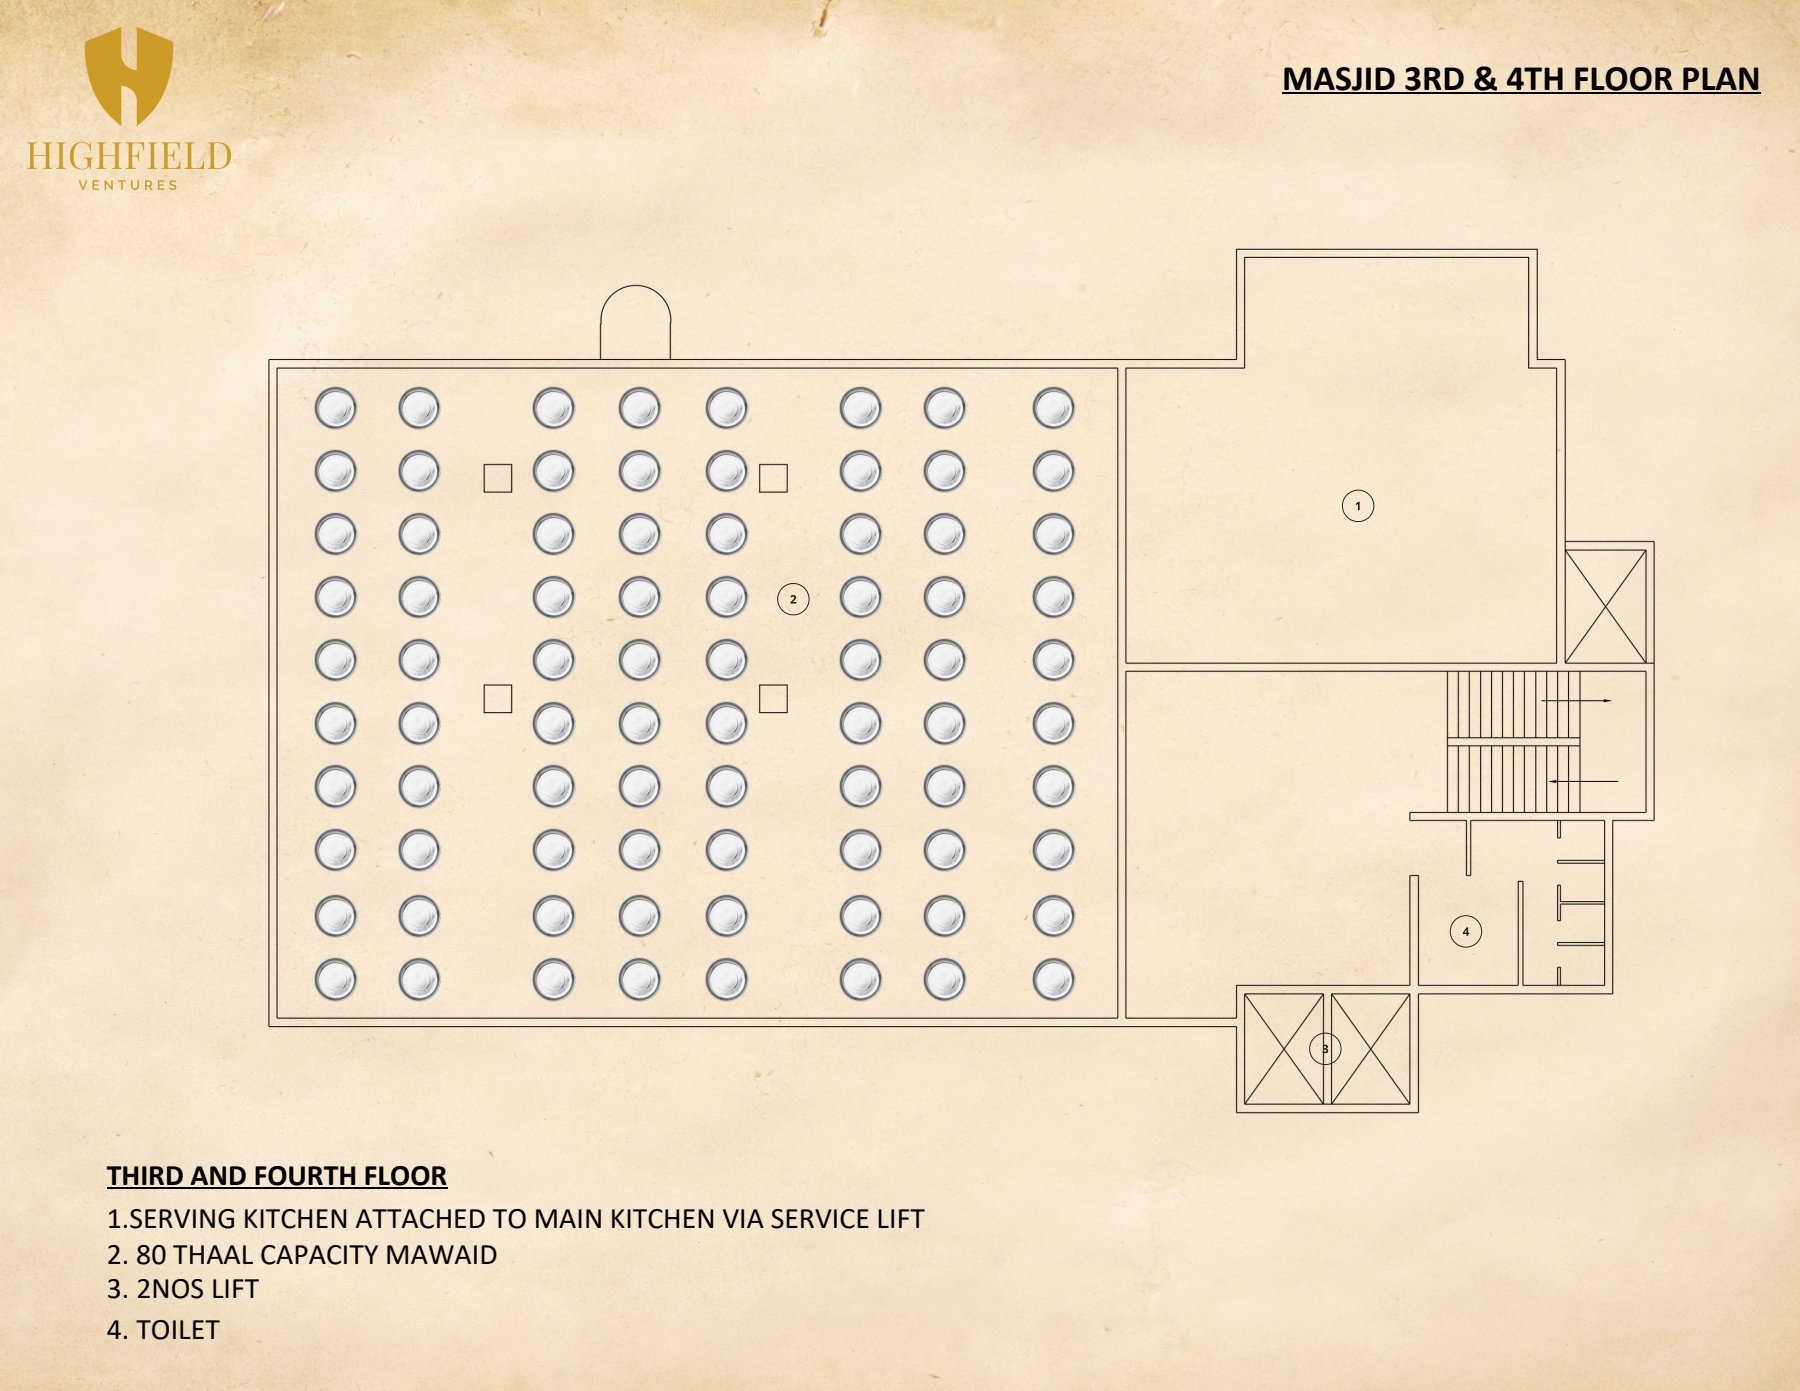 HIGHFIELD
VENTURES
MASJID 3RD & 4TH FLOOR PLAN
1
2
4
3
THIRD AND FOURTH FLOOR
1.SERVING KITCHEN ATTACHED TO MAIN KITCHEN VIA SERVICE LIFT
2. 80 THAAL CAPACITY MAWAID
3. 2NOS LIFT
4. TOILET